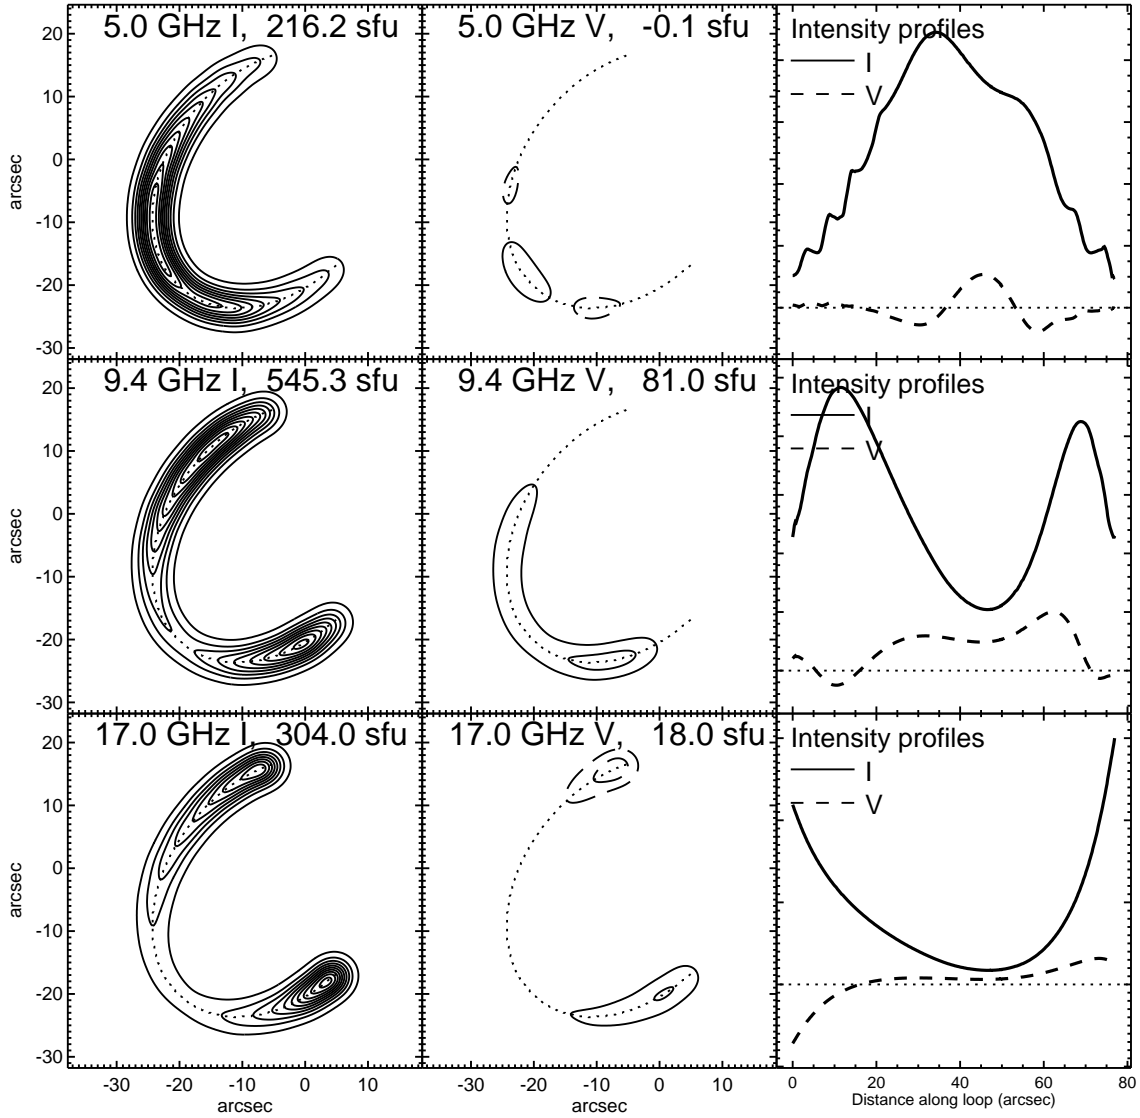 5.0 GHz I, 216.2 sfu
5.0 GHz V, -0.1 sfu
Intensity profiles
I
V
20
10
0
-10
-20
-30
arcsec
9.4 GHz I, 545.3 sfu
9.4 GHz V, 81.0 sfu
Intensity profiles
I
V
20
10
0
-10
-20
-30
arcsec
17.0 GHz I, 304.0 sfu
17.0 GHz V, 18.0 sfu
Intensity profiles
I
V
20
10
0
-10
-20
-30
arcsec
-30 -20 -10 0 10
arcsec
-30 -20 -10 0 10
arcsec
0 20 40 60 80
Distance along loop (arcsec)